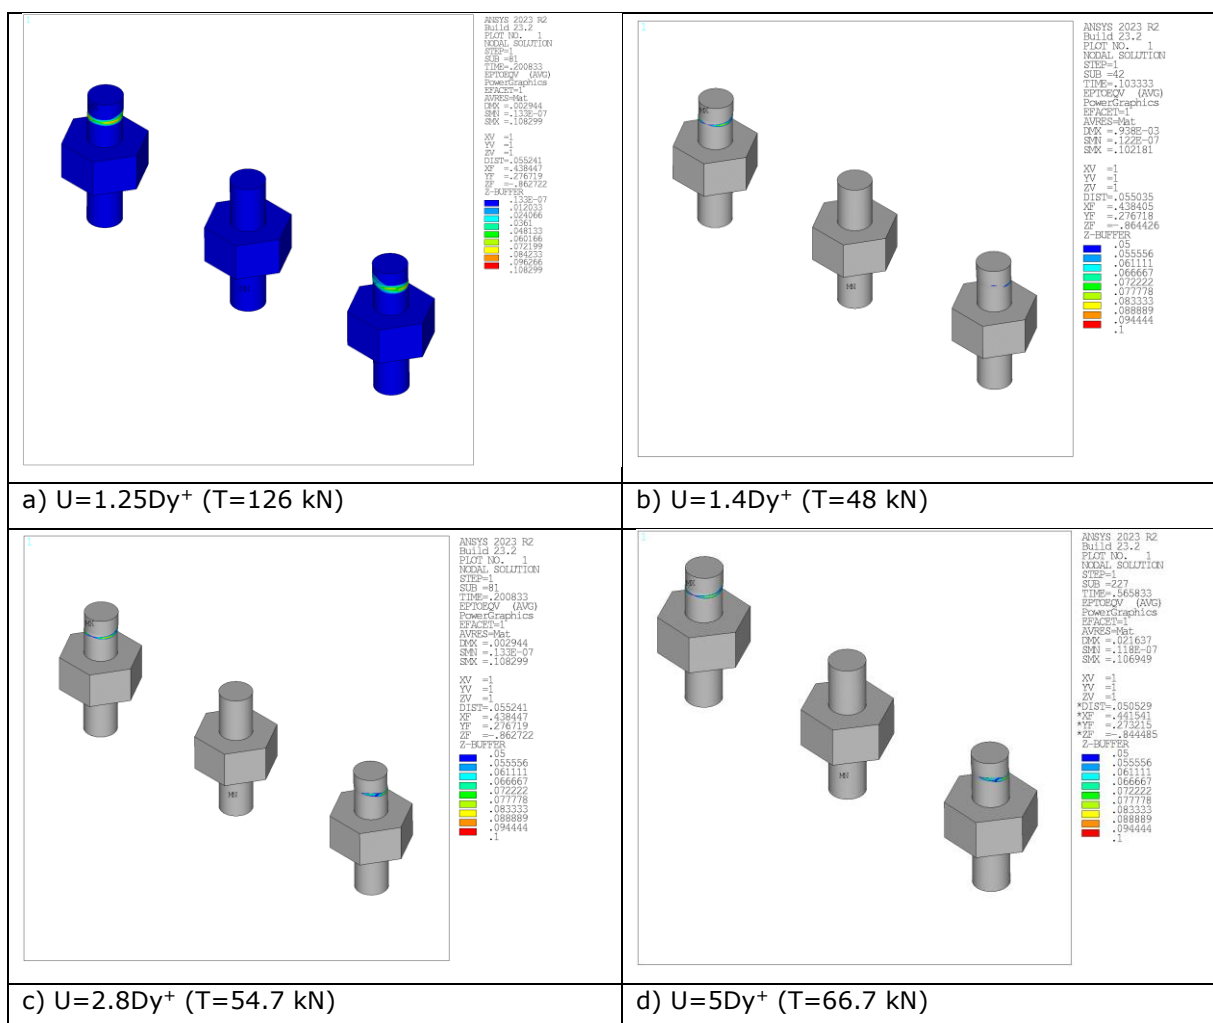 1
ANSYS 2023 R2
Build 23.2
PLOT NO. 1
NODAL SOLUTION
STEP=1
SUB =81
TIME=.200833
EPTOEQV (AVG)
PowerGraphics
EFACET=1
AVRES=Mat
DMX =.002944
SMN =.133E-07
SMX =.108299
XV =1
YV =1
ZV =1
DIST=.055241
XF =.438447
YF =.276719
ZF =-.862722
Z-BUFFER
.133E-07
.012033
.024066
.0361
.048133
.060166
.072199
.084233
.096266
.108299
MN
a) U=1.25Dy⁺ (T=126 kN)
1
ANSYS 2023 R2
Build 23.2
PLOT NO. 1
NODAL SOLUTION
STEP=1
SUB =42
TIME=.103333
EPTOEQV (AVG)
PowerGraphics
EFACET=1
AVRES=Mat
DMX =.938E-03
SMN =.122E-07
SMX =.102181
XV =1
YV =1
ZV =1
DIST=.055035
XF =.438405
YF =.276718
ZF =-.864426
Z-BUFFER
.05
.055556
.061111
.066667
.072222
.077778
.083333
.088889
.094444
.1
MX
MN
b) U=1.4Dy⁺ (T=48 kN)
1
ANSYS 2023 R2
Build 23.2
PLOT NO. 1
NODAL SOLUTION
STEP=1
SUB =81
TIME=.200833
EPTOEQV (AVG)
PowerGraphics
EFACET=1
AVRES=Mat
DMX =.002944
SMN =.133E-07
SMX =.108299
XV =1
YV =1
ZV =1
DIST=.055241
XF =.438447
YF =.276719
ZF =-.862722
Z-BUFFER
.05
.055556
.061111
.066667
.072222
.077778
.083333
.088889
.094444
.1
MX
MN
c) U=2.8Dy⁺ (T=54.7 kN)
1
ANSYS 2023 R2
Build 23.2
PLOT NO. 1
NODAL SOLUTION
STEP=1
SUB =227
TIME=.565833
EPTOEQV (AVG)
PowerGraphics
EFACET=1
AVRES=Mat
DMX =.021637
SMN =.118E-07
SMX =.106949
XV =1
YV =1
ZV =1
*DIST=.050529
*XF =.441541
*YF =.273215
*ZF =-.844485
Z-BUFFER
.05
.055556
.061111
.066667
.072222
.077778
.083333
.088889
.094444
.1
MX
MN
d) U=5Dy⁺ (T=66.7 kN)